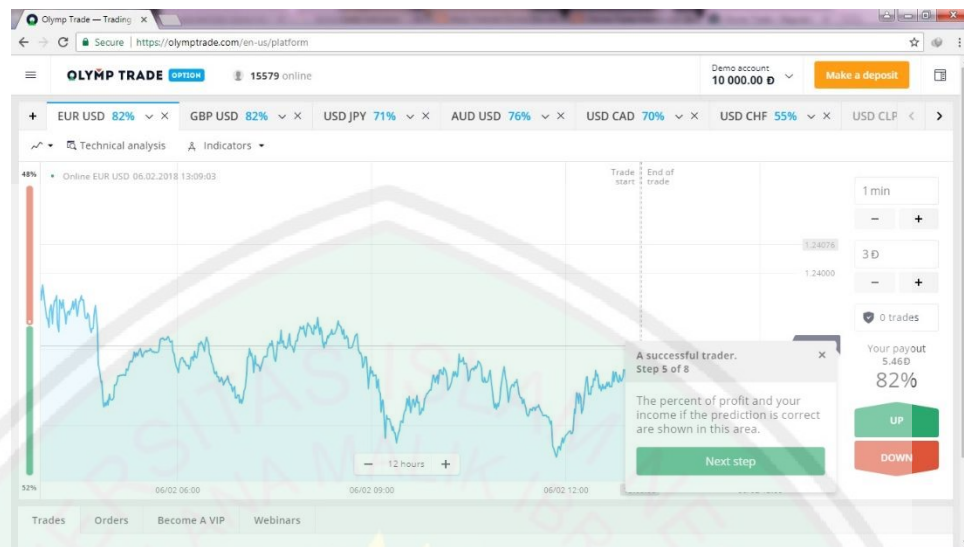 Olymp Trade — Trading
Secure | https://olymptrade.com/en-us/platform
OLYMP TRADE OPTION
15579 online
Demo account
10 000.00 Đ
Make a deposit
+ EUR USD 82%
GBP USD 82%
USD JPY 71%
AUD USD 76%
USD CAD 70%
USD CHF 55%
USD CLP
Technical analysis
Indicators
48%
Online EUR USD 06.02.2018 13:09:03
Trade start
End of trade
1.24076
1.24000
1 min
− +
3 Đ
− +
0 trades
Your payout
5.46Đ
82%
UP
DOWN
A successful trader.
Step 5 of 8
The percent of profit and your
income if the prediction is correct
are shown in this area.
Next step
− 12 hours +
52%
06/02 06:00
06/02 09:00
06/02 12:00
Trades
Orders
Become A VIP
Webinars